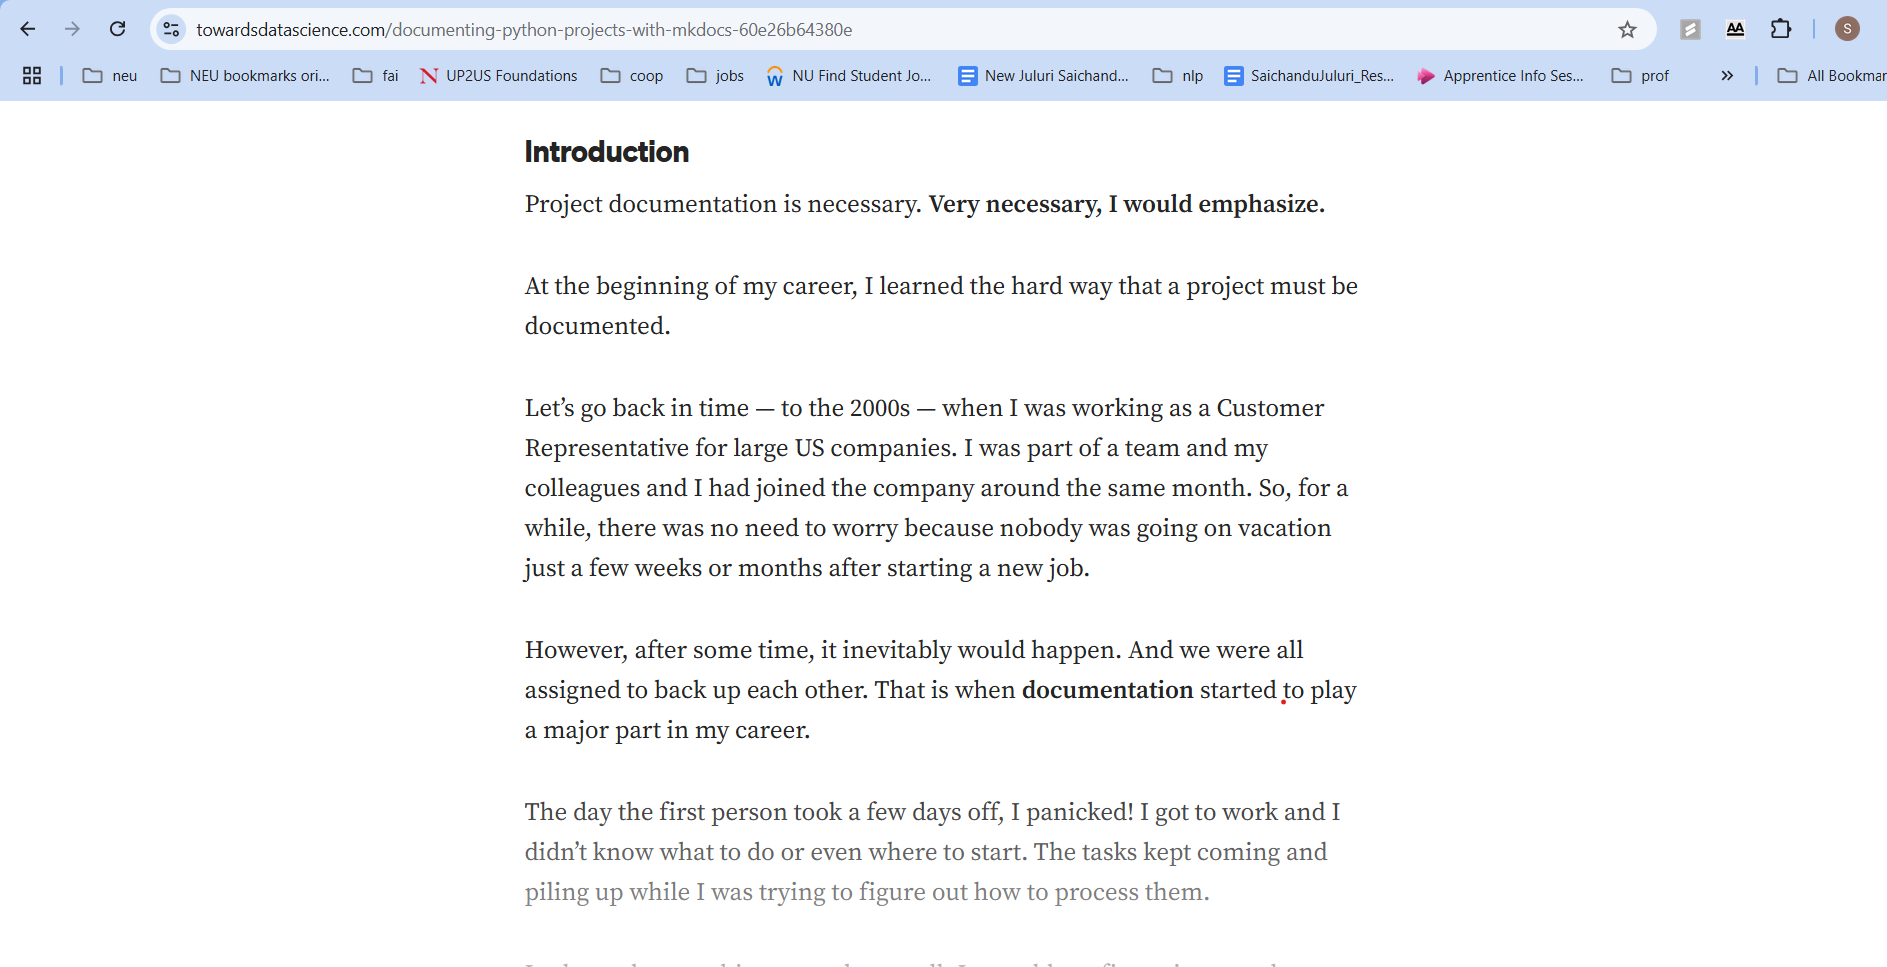 towardsdatascience.com/documenting-python-projects-with-mkdocs-60e26b64380e
AA
S
neu
NEU bookmarks ori...
fai
UP2US Foundations
coop
jobs
NU Find Student Jo...
New Juluri Saichand...
nlp
SaichanduJuluri_Res...
Apprentice Info Ses...
prof
All Bookmar
Introduction
Project documentation is necessary. Very necessary, I would emphasize.
At the beginning of my career, I learned the hard way that a project must be
documented.
Let’s go back in time — to the 2000s — when I was working as a Customer
Representative for large US companies. I was part of a team and my
colleagues and I had joined the company around the same month. So, for a
while, there was no need to worry because nobody was going on vacation
just a few weeks or months after starting a new job.
However, after some time, it inevitably would happen. And we were all
assigned to back up each other. That is when documentation started to play
a major part in my career.
The day the first person took a few days off, I panicked! I got to work and I
didn’t know what to do or even where to start. The tasks kept coming and
piling up while I was trying to figure out how to process them.